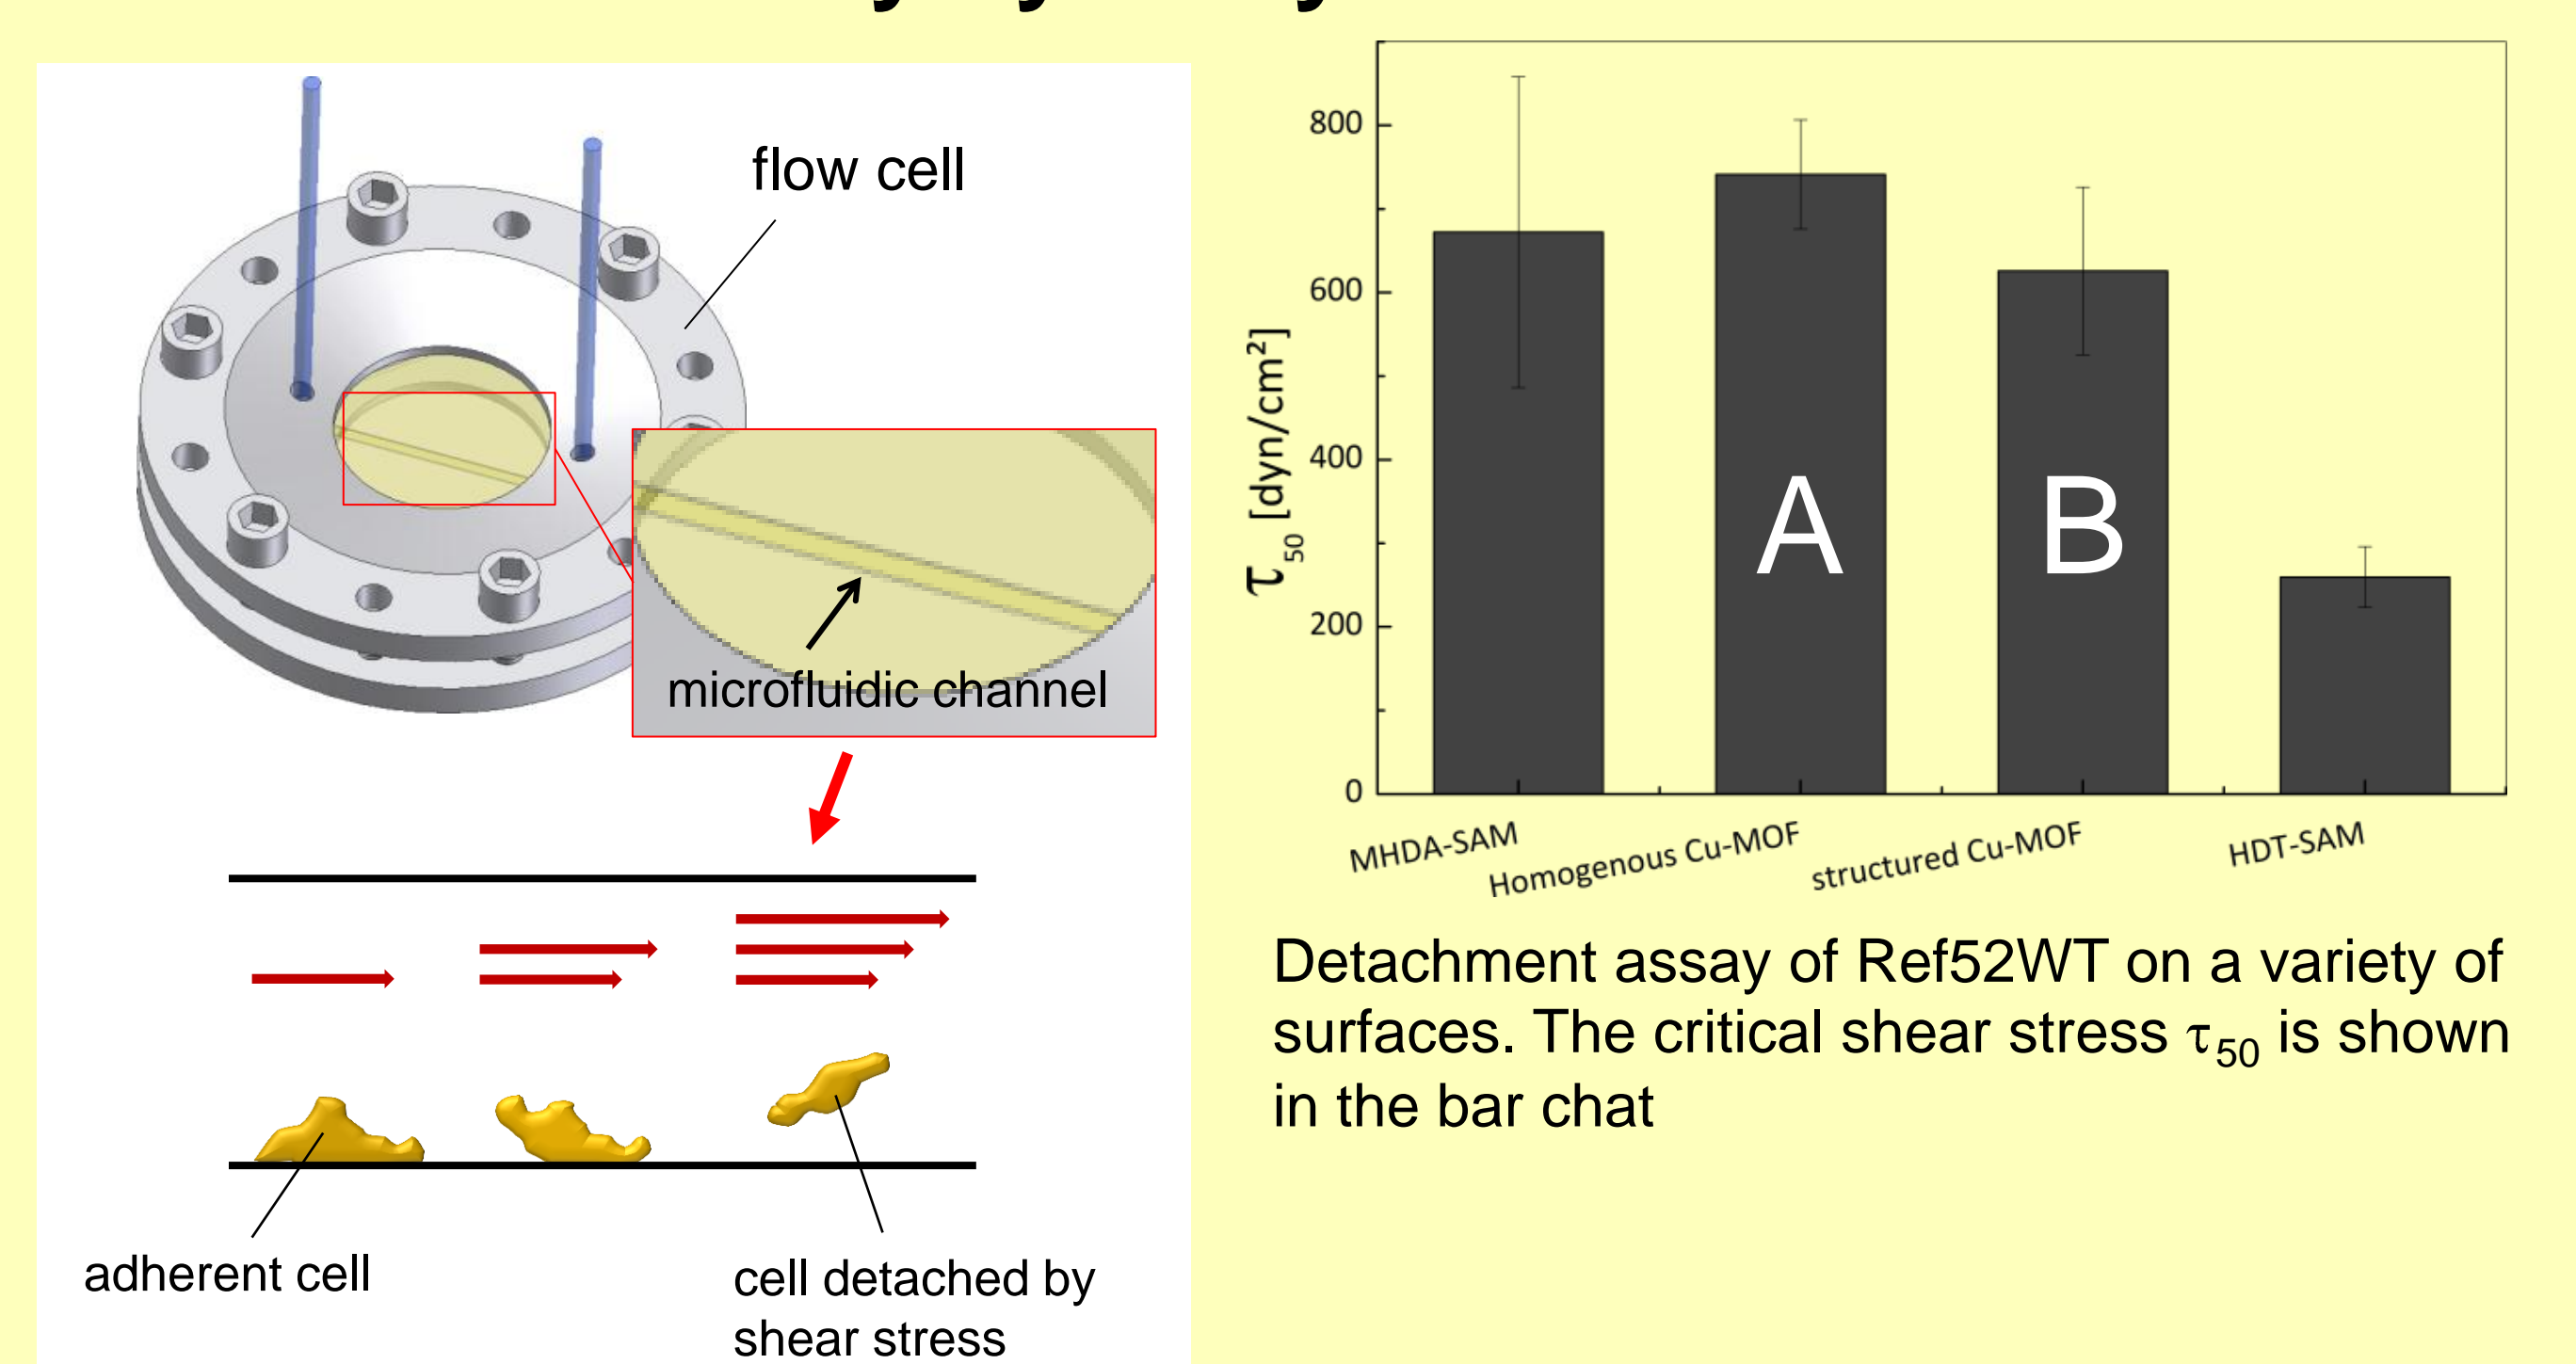 flow cell
microfluidic channel
adherent cell
cell detached by
shear stress
τ50 [dyn/cm²]
800
600
400
200
0
A
B
MHDA-SAM
Homogenous Cu-MOF
structured Cu-MOF
HDT-SAM
Detachment assay of Ref52WT on a variety of
surfaces. The critical shear stress τ50 is shown
in the bar chat